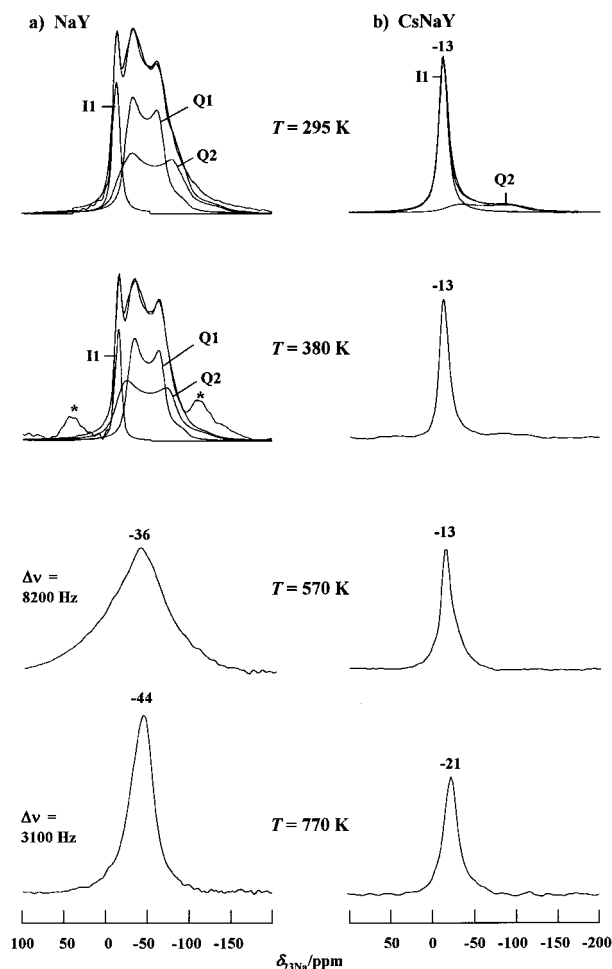 a) NaY
b) CsNaY
-13
I1
I1
Q1
Q2
T = 295 K
Q2
-13
I1
Q1
Q2
*
*
T = 380 K
-36
-13
Δν =
8200 Hz
T = 570 K
-44
-21
Δν =
3100 Hz
T = 770 K
100 50 0 -50 -100 -150
50 0 -50 -100 -150 -200
δ23Na/ppm